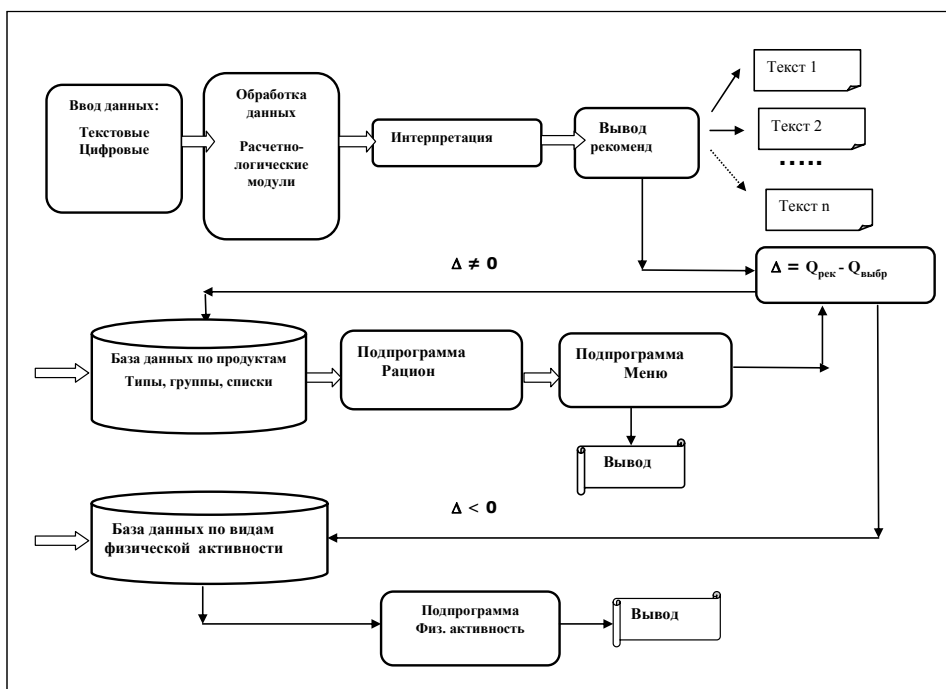 Ввод данных:
Текстовые
Цифровые
Обработка
данных
Расчетно-
логические
модули
Интерпретация
Вывод
рекоменд
Текст 1
Текст 2
.....
Текст n
Δ ≠ 0
Δ = Qрек - Qвыбр
База данных по продуктам
Типы, группы, списки
Подпрограмма
Рацион
Подпрограмма
Меню
Вывод
Δ < 0
База данных по видам
физической активности
Подпрограмма
Физ. активность
Вывод